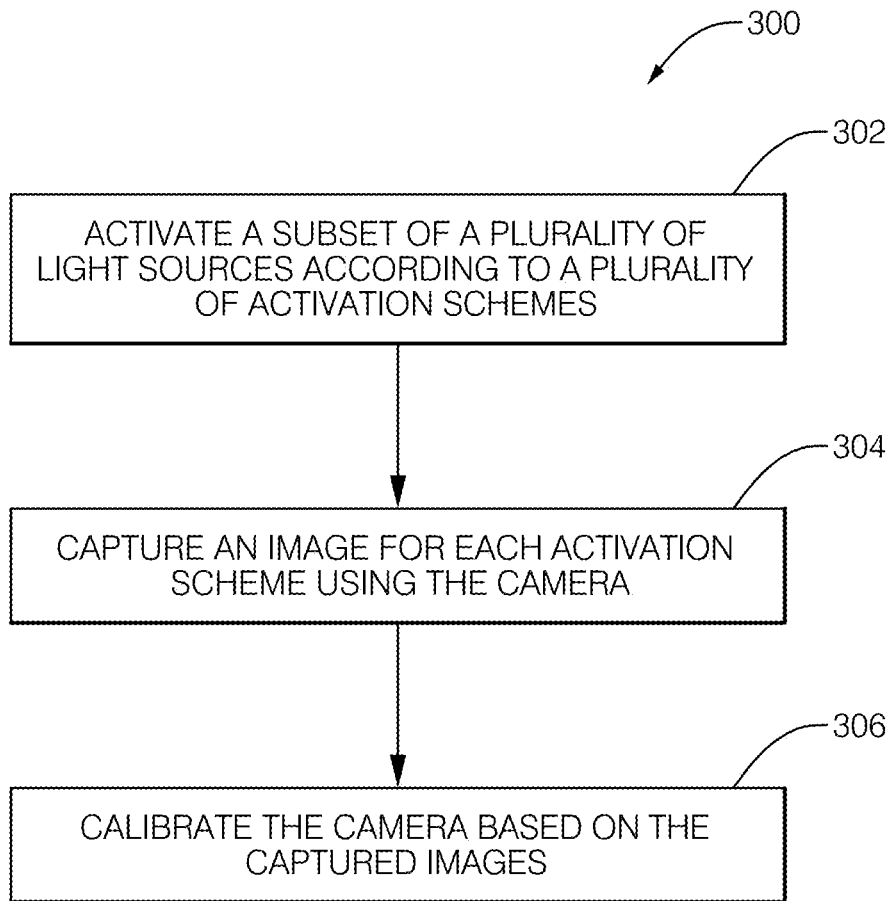 300
302
ACTIVATE A SUBSET OF A PLURALITY OF
LIGHT SOURCES ACCORDING TO A PLURALITY
OF ACTIVATION SCHEMES
304
CAPTURE AN IMAGE FOR EACH ACTIVATION
SCHEME USING THE CAMERA
306
CALIBRATE THE CAMERA BASED ON THE
CAPTURED IMAGES